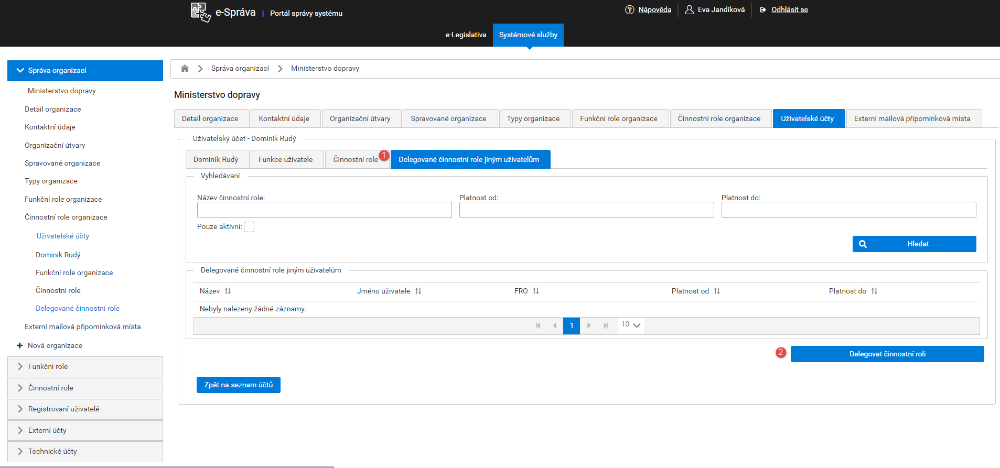 e-Správa | Portál správy systému
Nápověda
Eva Jandíková
Odhlásit se
e-Legislativa
Systémové služby
Správa organizací
Ministerstvo dopravy
Detail organizace
Kontaktní údaje
Organizační útvary
Spravované organizace
Typy organizace
Funkční role organizace
Činnostní role organizace
Uživatelské účty
Dominik Rudý
Funkční role organizace
Činnostní role
Delegované činnostní role
Externí mailová připomínková místa
Nová organizace
Funkční role
Činnostní role
Registrovaní uživatelé
Externí účty
Technické účty
Správa organizací
Ministerstvo dopravy
Ministerstvo dopravy
Detail organizace
Kontaktní údaje
Organizační útvary
Spravované organizace
Typy organizace
Funkční role organizace
Činnostní role organizace
Uživatelské účty
Externí mailová připomínková místa
Uživatelský účet - Dominik Rudý
Dominik Rudý
Funkce uživatele
Činnostní role
1
Delegované činnostní role jiným uživatelům
Vyhledávaní
Název činnostní role:
Platnost od:
Platnost do:
Pouze aktivní:
Hledat
Delegované činnostní role jiným uživatelům
Název
Jméno uživatele
FRO
Platnost od
Platnost do
Nebyly nalezeny žádné záznamy.
1
10
2
Delegovat činnostní roli
Zpět na seznam účtů